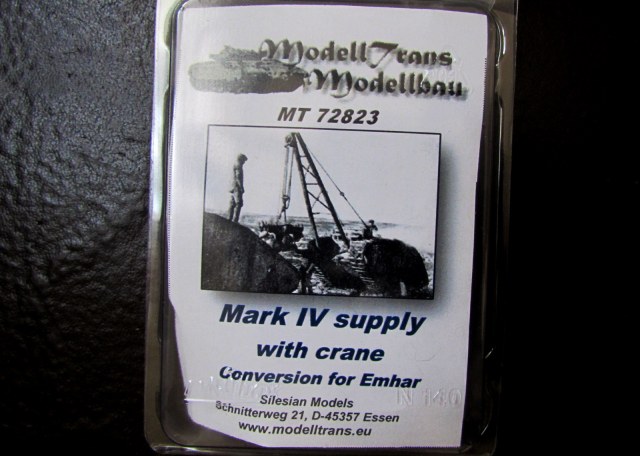 ModellTrans
Modellbau
MT 72823
Mark IV supply
with crane
Conversion for Emhar
Silesian Models
Schnitterweg 21, D-45357 Essen
www.modelltrans.eu
N 140